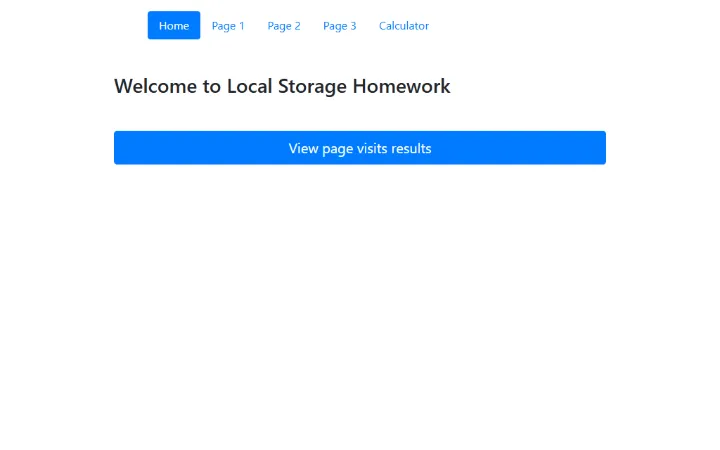 Home Page 1 Page 2 Page 3 Calculator
Welcome to Local Storage Homework
View page visits results